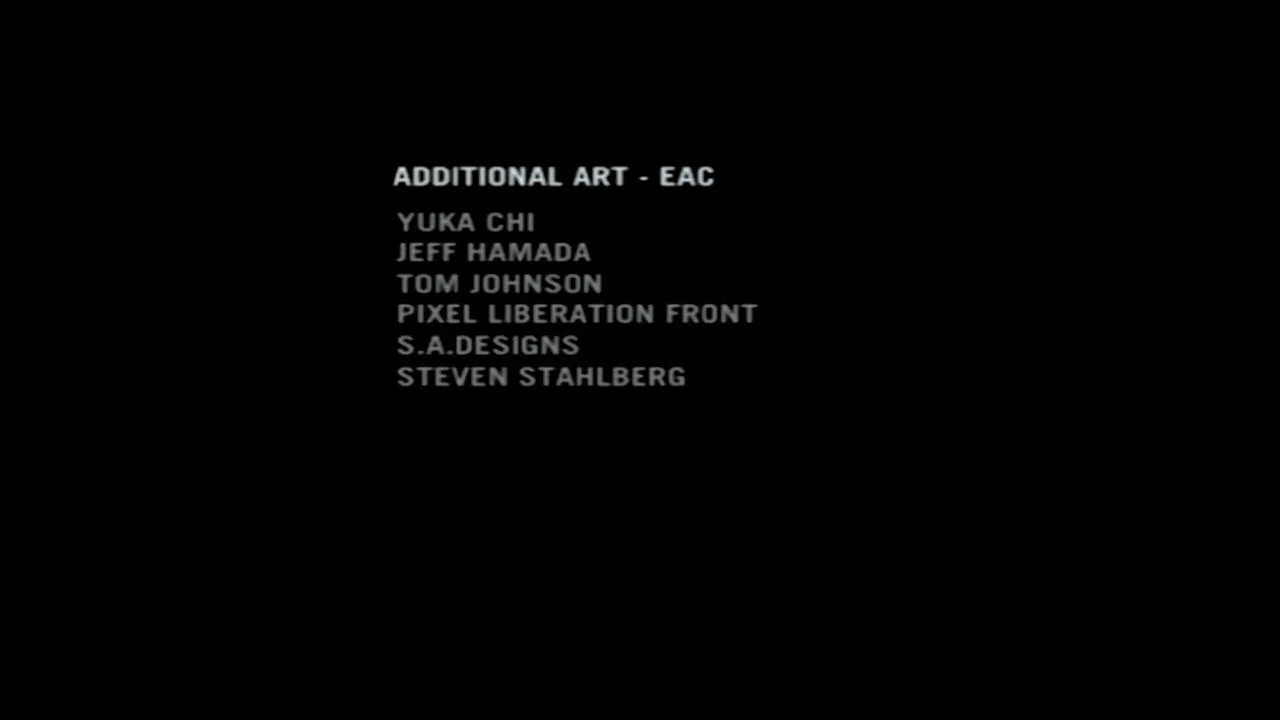 ADDITIONAL ART - EAC
YUKA CHI
JEFF HAMADA
TOM JOHNSON
PIXEL LIBERATION FRONT
S.A.DESIGNS
STEVEN STAHLBERG